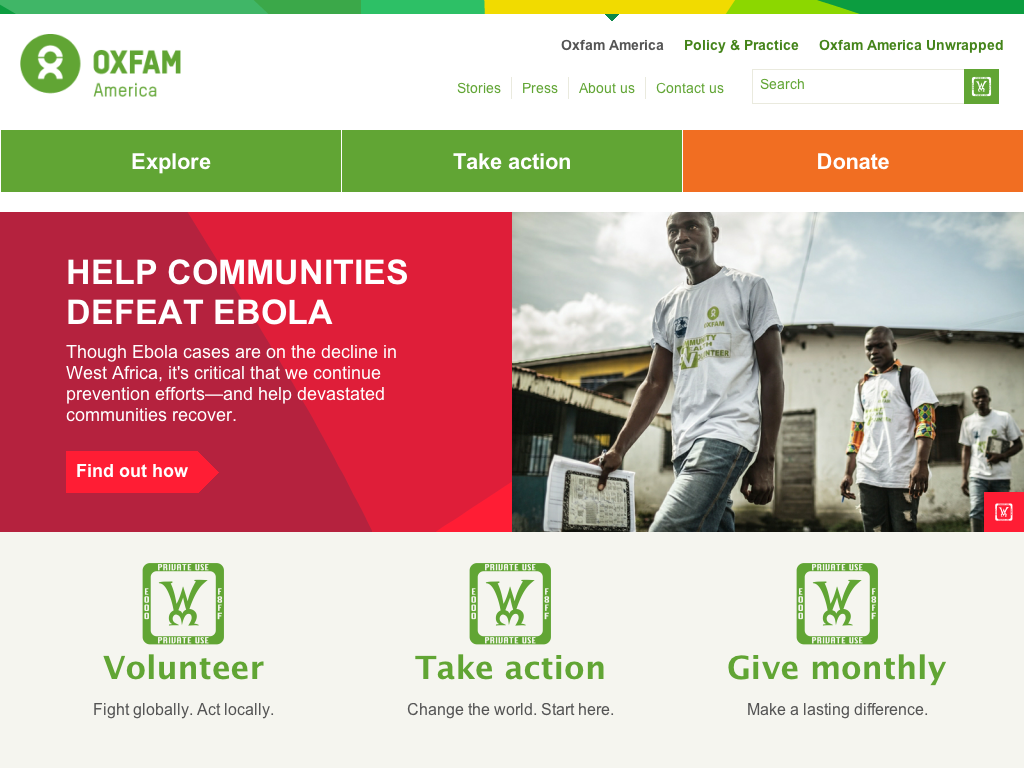 Oxfam America Policy & Practice Oxfam America Unwrapped
OXFAM
America
Stories Press About us Contact us
Search
Explore Take action Donate
HELP COMMUNITIES
DEFEAT EBOLA
Though Ebola cases are on the decline in
West Africa, it's critical that we continue
prevention efforts—and help devastated
communities recover.
Find out how
OXFAM
VOLUNTEER
PRIVATE USE PRIVATE USE PRIVATE USE
E000 F8FF E000 F8FF E000 F8FF
PRIVATE USE PRIVATE USE PRIVATE USE
Volunteer Take action Give monthly
Fight globally. Act locally. Change the world. Start here. Make a lasting difference.